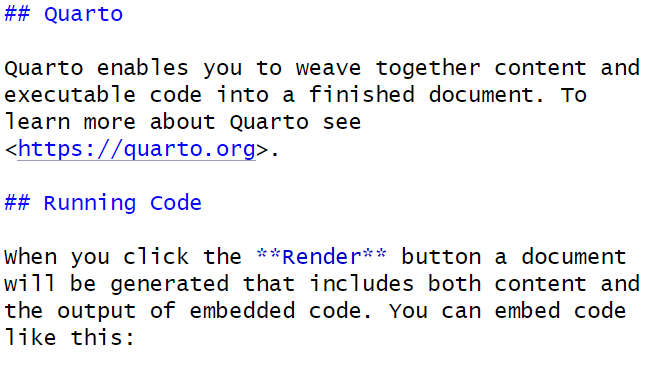 ## Quarto
Quarto enables you to weave together content and
executable code into a finished document. To
learn more about Quarto see
<https://quarto.org>.
## Running Code
When you click the **Render** button a document
will be generated that includes both content and
the output of embedded code. You can embed code
like this: